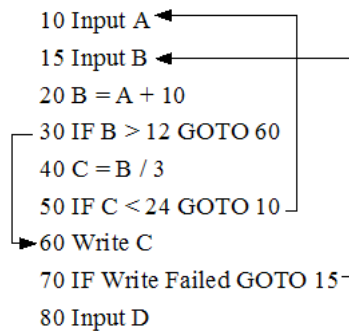 10 Input A
15 Input B
20 B = A + 10
30 IF B > 12 GOTO 60
40 C = B / 3
50 IF C < 24 GOTO 10
60 Write C
70 IF Write Failed GOTO 15
80 Input D